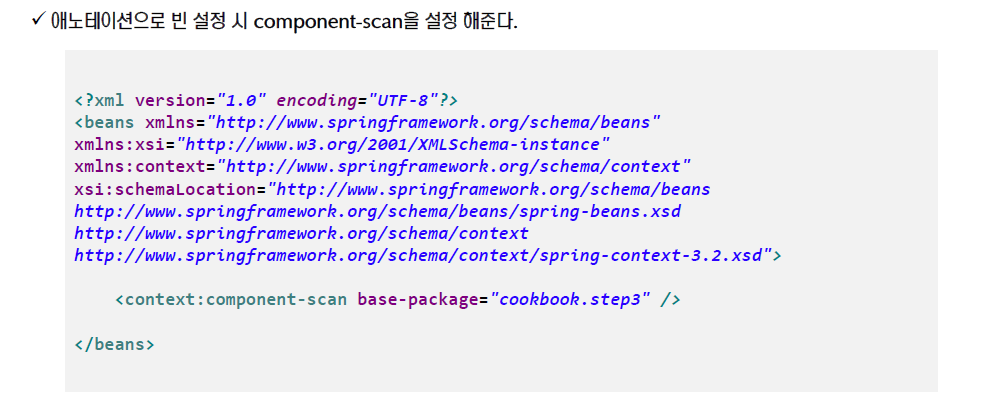 ✓ 애노테이션으로 빈 설정 시 component-scan을 설정 해준다.
<?xml version="1.0" encoding="UTF-8"?>
<beans xmlns="http://www.springframework.org/schema/beans"
xmlns:xsi="http://www.w3.org/2001/XMLSchema-instance"
xmlns:context="http://www.springframework.org/schema/context"
xsi:schemaLocation="http://www.springframework.org/schema/beans
http://www.springframework.org/schema/beans/spring-beans.xsd
http://www.springframework.org/schema/context
http://www.springframework.org/schema/context/spring-context-3.2.xsd">
<context:component-scan base-package="cookbook.step3" />
</beans>